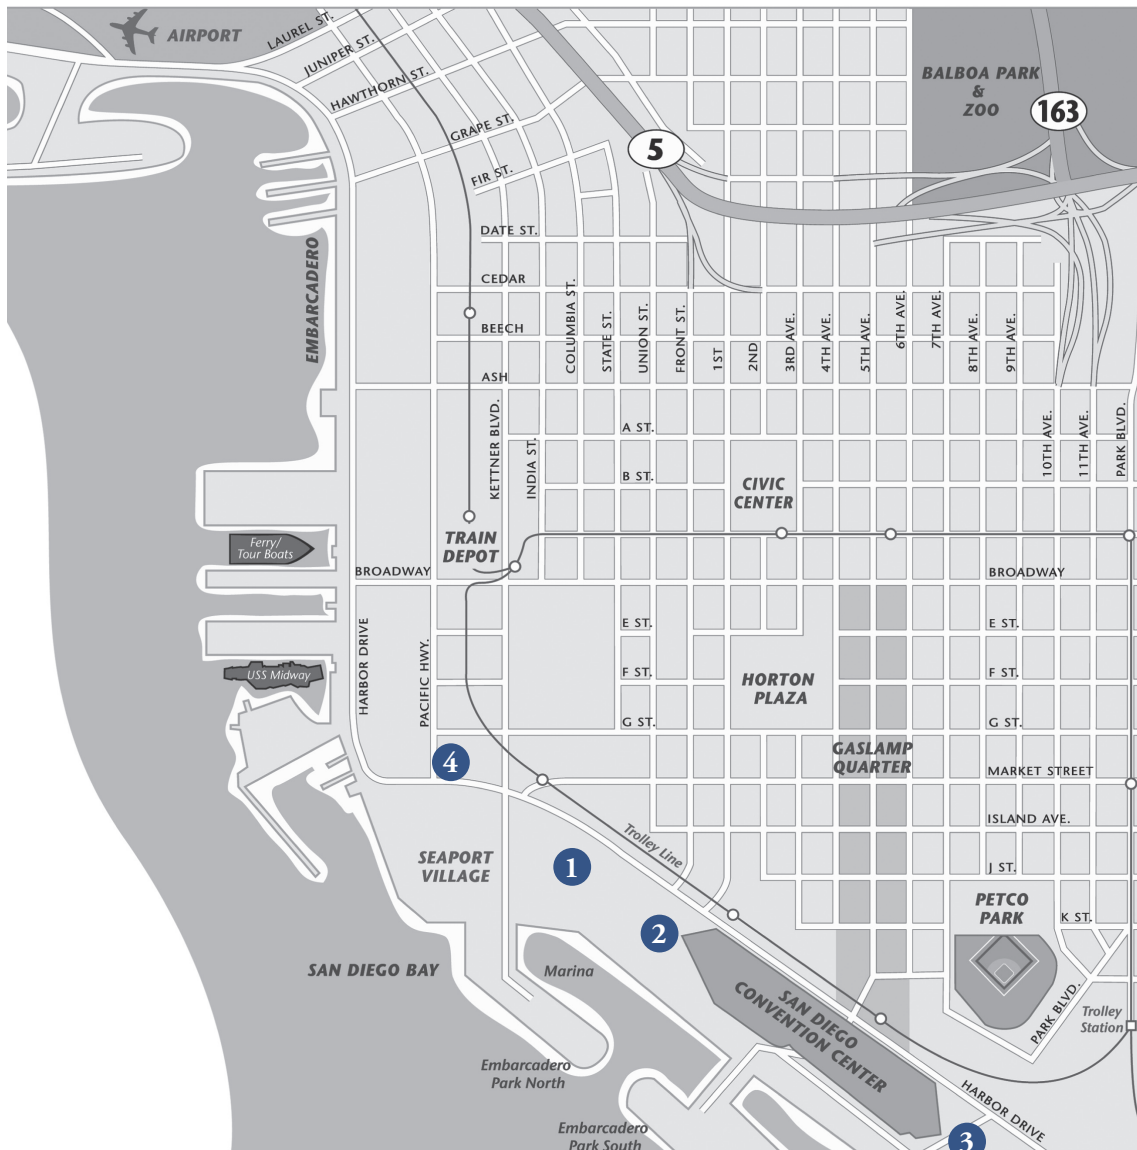 AIRPORT
LAUREL ST.
JUNIPER ST.
HAWTHORN ST.
GRAPE ST.
FIR ST.
BALBOA PARK
&
ZOO
163
5
DATE ST.
EMBARCADERO
CEDAR
BEECH
ASH
COLUMBIA ST.
STATE ST.
UNION ST.
FRONT ST.
1ST
2ND
3RD AVE.
4TH AVE.
5TH AVE.
6TH AVE.
7TH AVE.
8TH AVE.
9TH AVE.
KETTNER BLVD.
INDIA ST.
A ST.
B ST.
CIVIC
CENTER
10TH AVE.
11TH AVE.
PARK BLVD.
TRAIN
DEPOT
Ferry/
Tour Boats
BROADWAY
BROADWAY
HARBOR DRIVE
PACIFIC HWY.
E ST.
E ST.
USS Midway
F ST.
F ST.
HORTON
PLAZA
G ST.
G ST.
4
GASLAMP
QUARTER
MARKET STREET
ISLAND AVE.
Trolley Line
SEAPORT
VILLAGE
1
J ST.
PETCO
PARK
K ST.
2
SAN DIEGO BAY
Marina
SAN DIEGO
CONVENTION CENTER
PARK BLVD.
Trolley
Station
Embarcadero
Park North
HARBOR DRIVE
Embarcadero
Park South
3